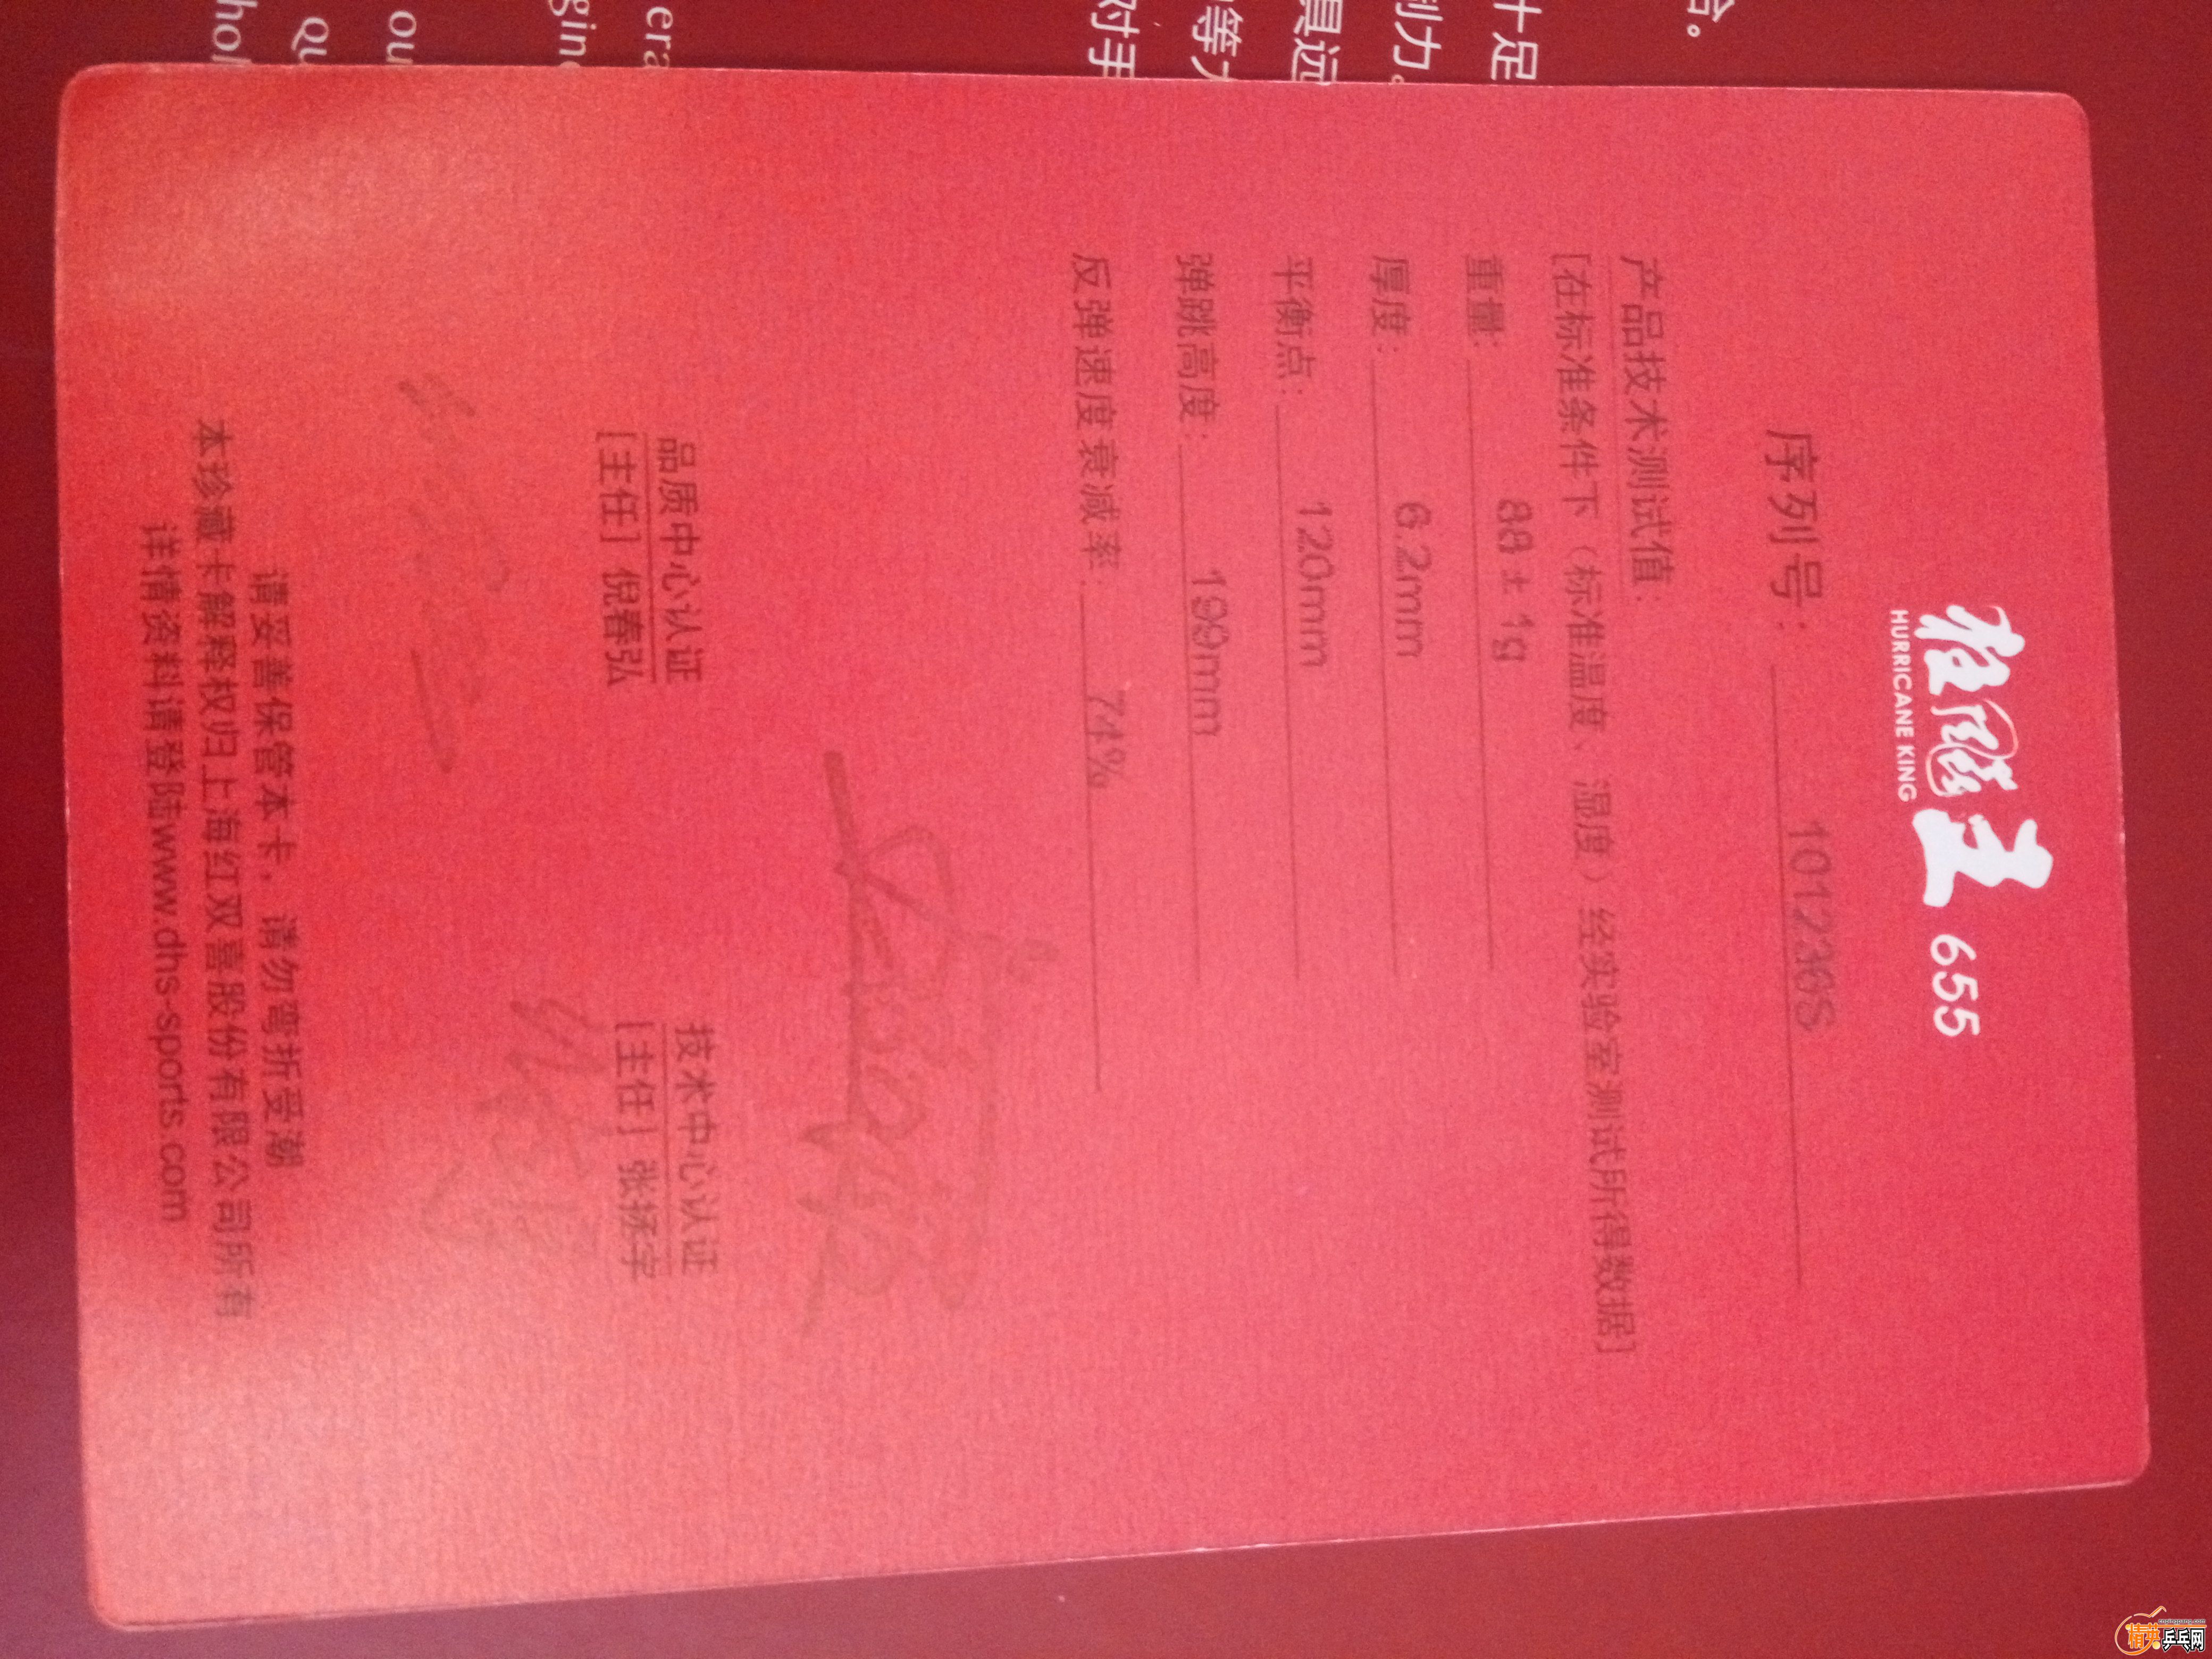 狂飚王 655
HURRICANE KING
序列号：101236S
产品技术测试值：
[在标准条件下（标准温度、湿度）经实验室测试所得数据]
重量：88 ± 1g
厚度：6.2mm
平衡点：120mm
弹跳高度：199mm
反弹速度衰减率：74%
品质中心认证
[主任] 倪春弘
技术中心认证
[主任] 张扬宇
请妥善保管本卡，请勿弯折受潮
本珍藏卡解释权归上海红双喜股份有限公司所有
详情资料请登陆www.dhs-sports.com
精英乒乓网